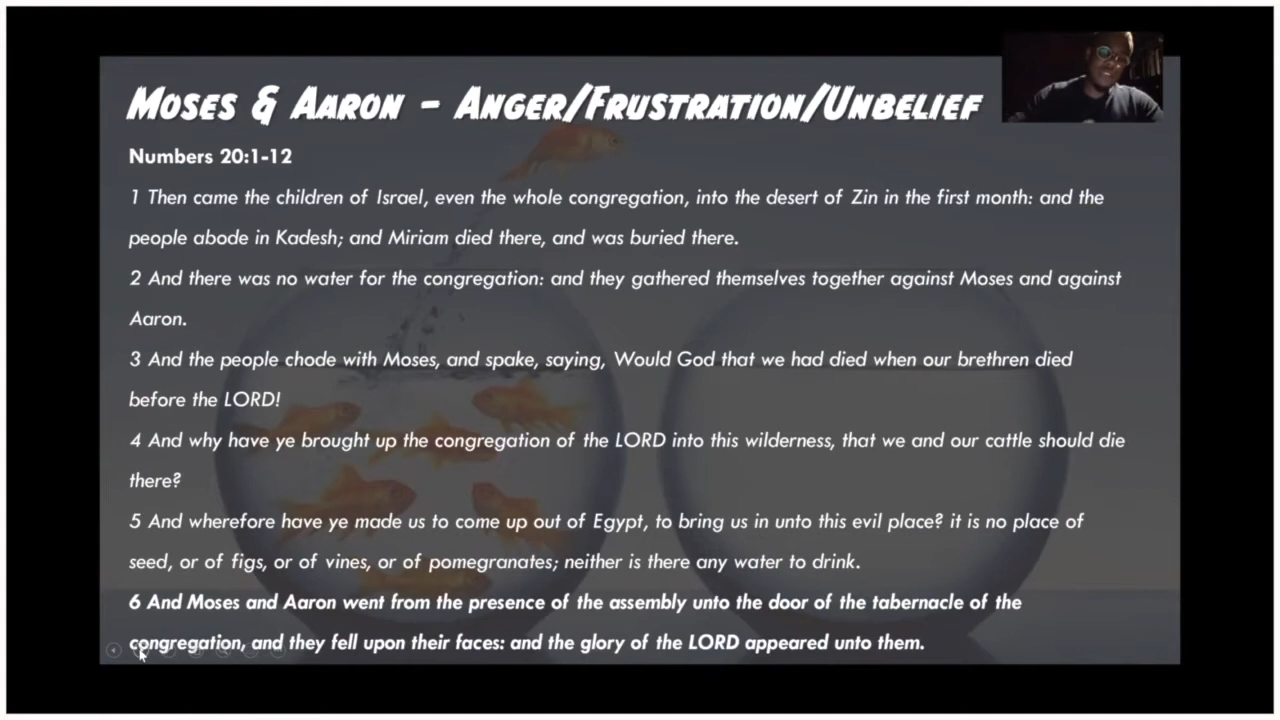 Moses & Aaron - Anger/Frustration/Unbelief
Numbers 20:1-12
1 Then came the children of Israel, even the whole congregation, into the desert of Zin in the first month: and the
people abode in Kadesh; and Miriam died there, and was buried there.
2 And there was no water for the congregation: and they gathered themselves together against Moses and against
Aaron.
3 And the people chode with Moses, and spake, saying, Would God that we had died when our brethren died
before the LORD!
4 And why have ye brought up the congregation of the LORD into this wilderness, that we and our cattle should die
there?
5 And wherefore have ye made us to come up out of Egypt, to bring us in unto this evil place? it is no place of
seed, or of figs, or of vines, or of pomegranates; neither is there any water to drink.
6 And Moses and Aaron went from the presence of the assembly unto the door of the tabernacle of the
congregation, and they fell upon their faces: and the glory of the LORD appeared unto them.